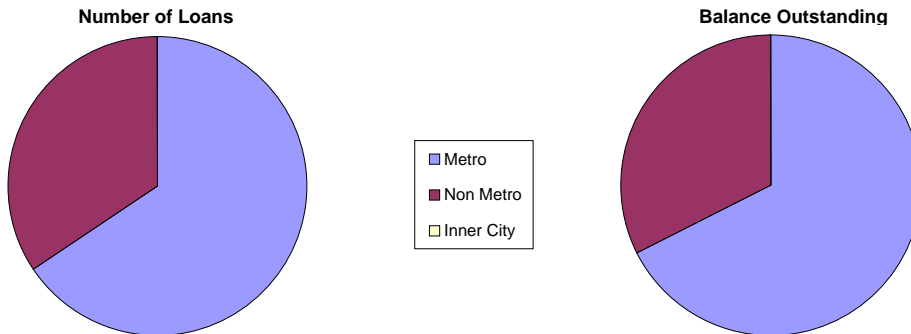 Number of Loans
Balance Outstanding
Metro
Non Metro
Inner City